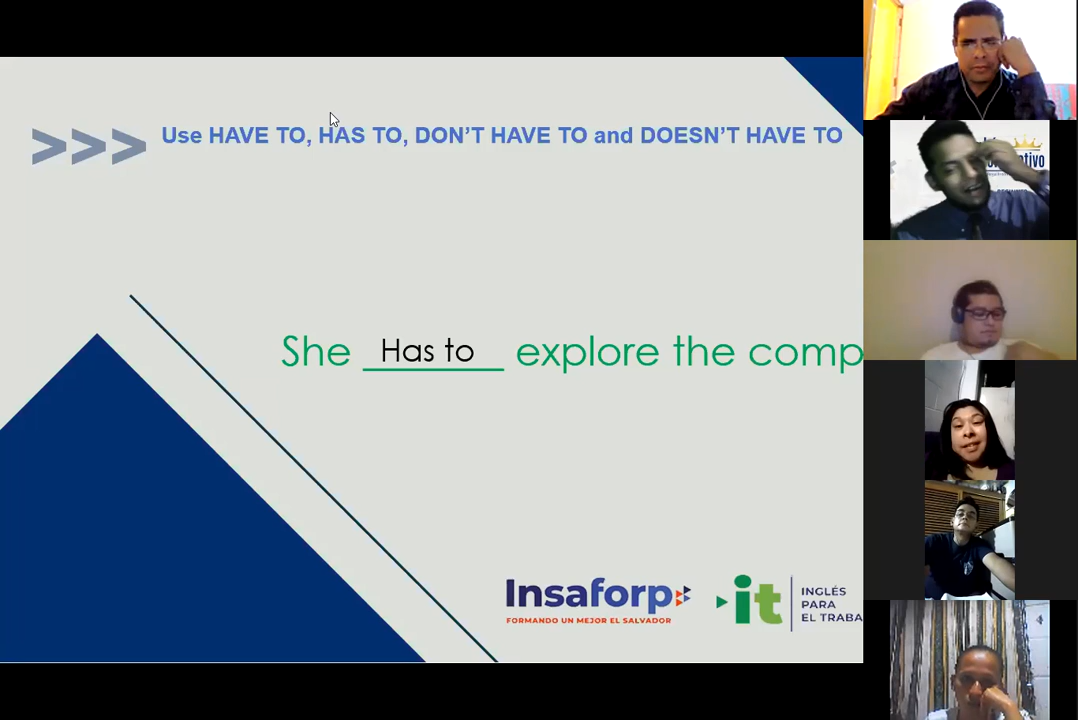 >>> Use HAVE TO, HAS TO, DON'T HAVE TO and DOESN'T HAVE TO
She Has to explore the comp
Insaforp
FORMANDO UN MEJOR EL SALVADOR
it
INGLÉS
PARA
EL TRABA